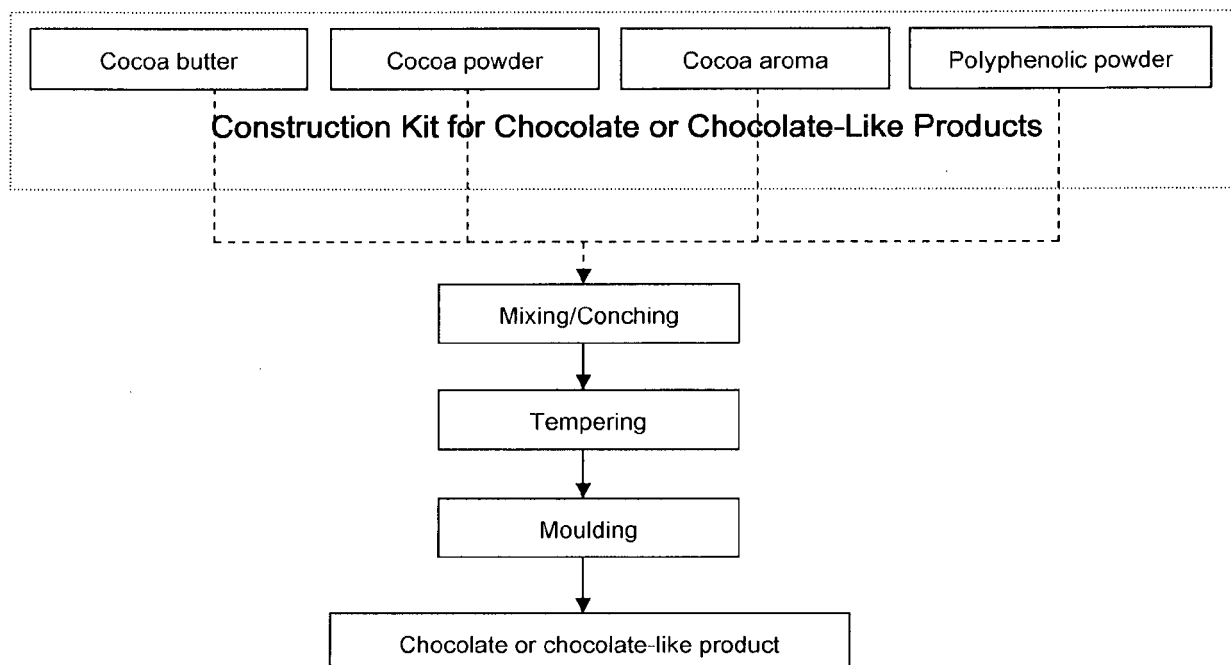 Cocoa butter
Cocoa powder
Cocoa aroma
Polyphenolic powder
Construction Kit for Chocolate or Chocolate-Like Products
Mixing/Conching
Tempering
Moulding
Chocolate or chocolate-like product